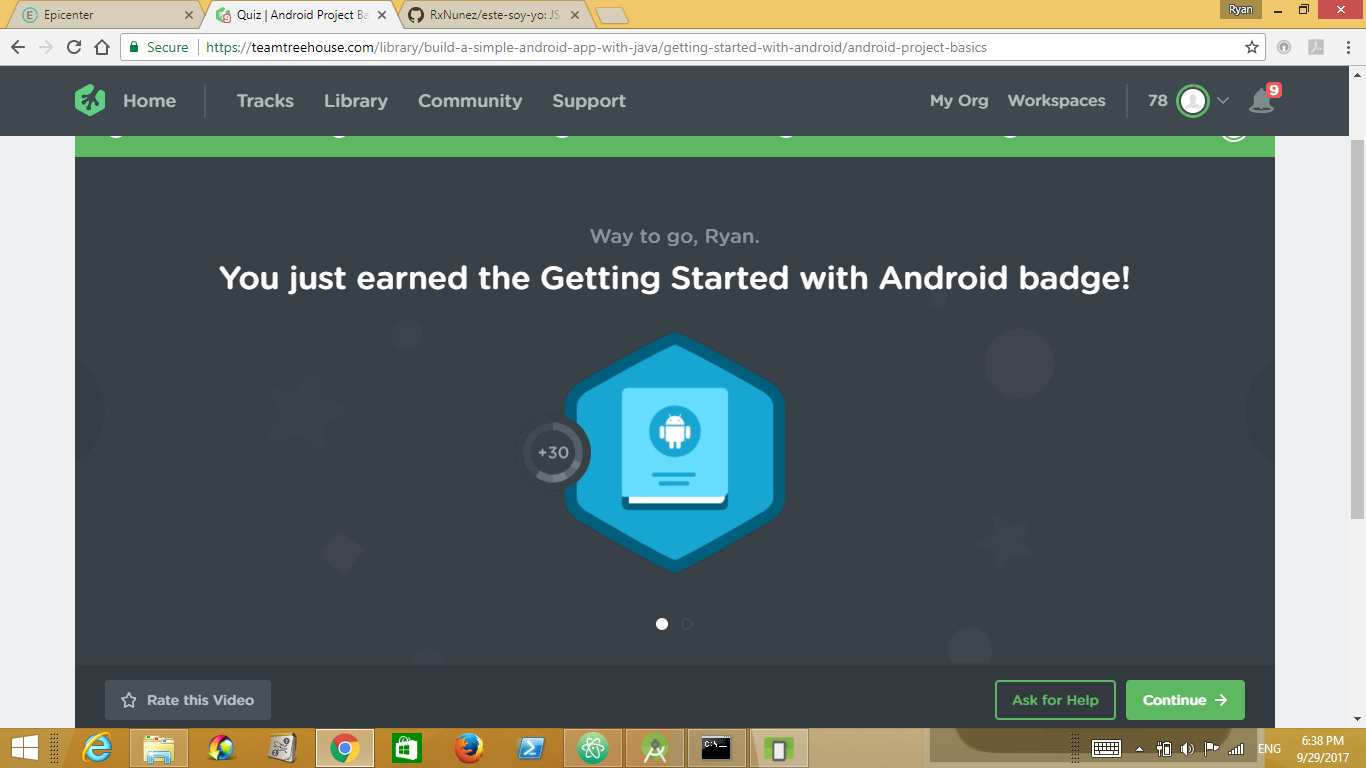 Epicenter
Quiz | Android Project Ba
RxNunez/este-soy-yo: JS
Ryan
Secure
https://teamtreehouse.com/library/build-a-simple-android-app-with-java/getting-started-with-android/android-project-basics
Home
Tracks
Library
Community
Support
My Org
Workspaces
78
9
Way to go, Ryan.
You just earned the Getting Started with Android badge!
+30
Rate this Video
Ask for Help
Continue →
C:\_
ENG
6:38 PM
9/29/2017